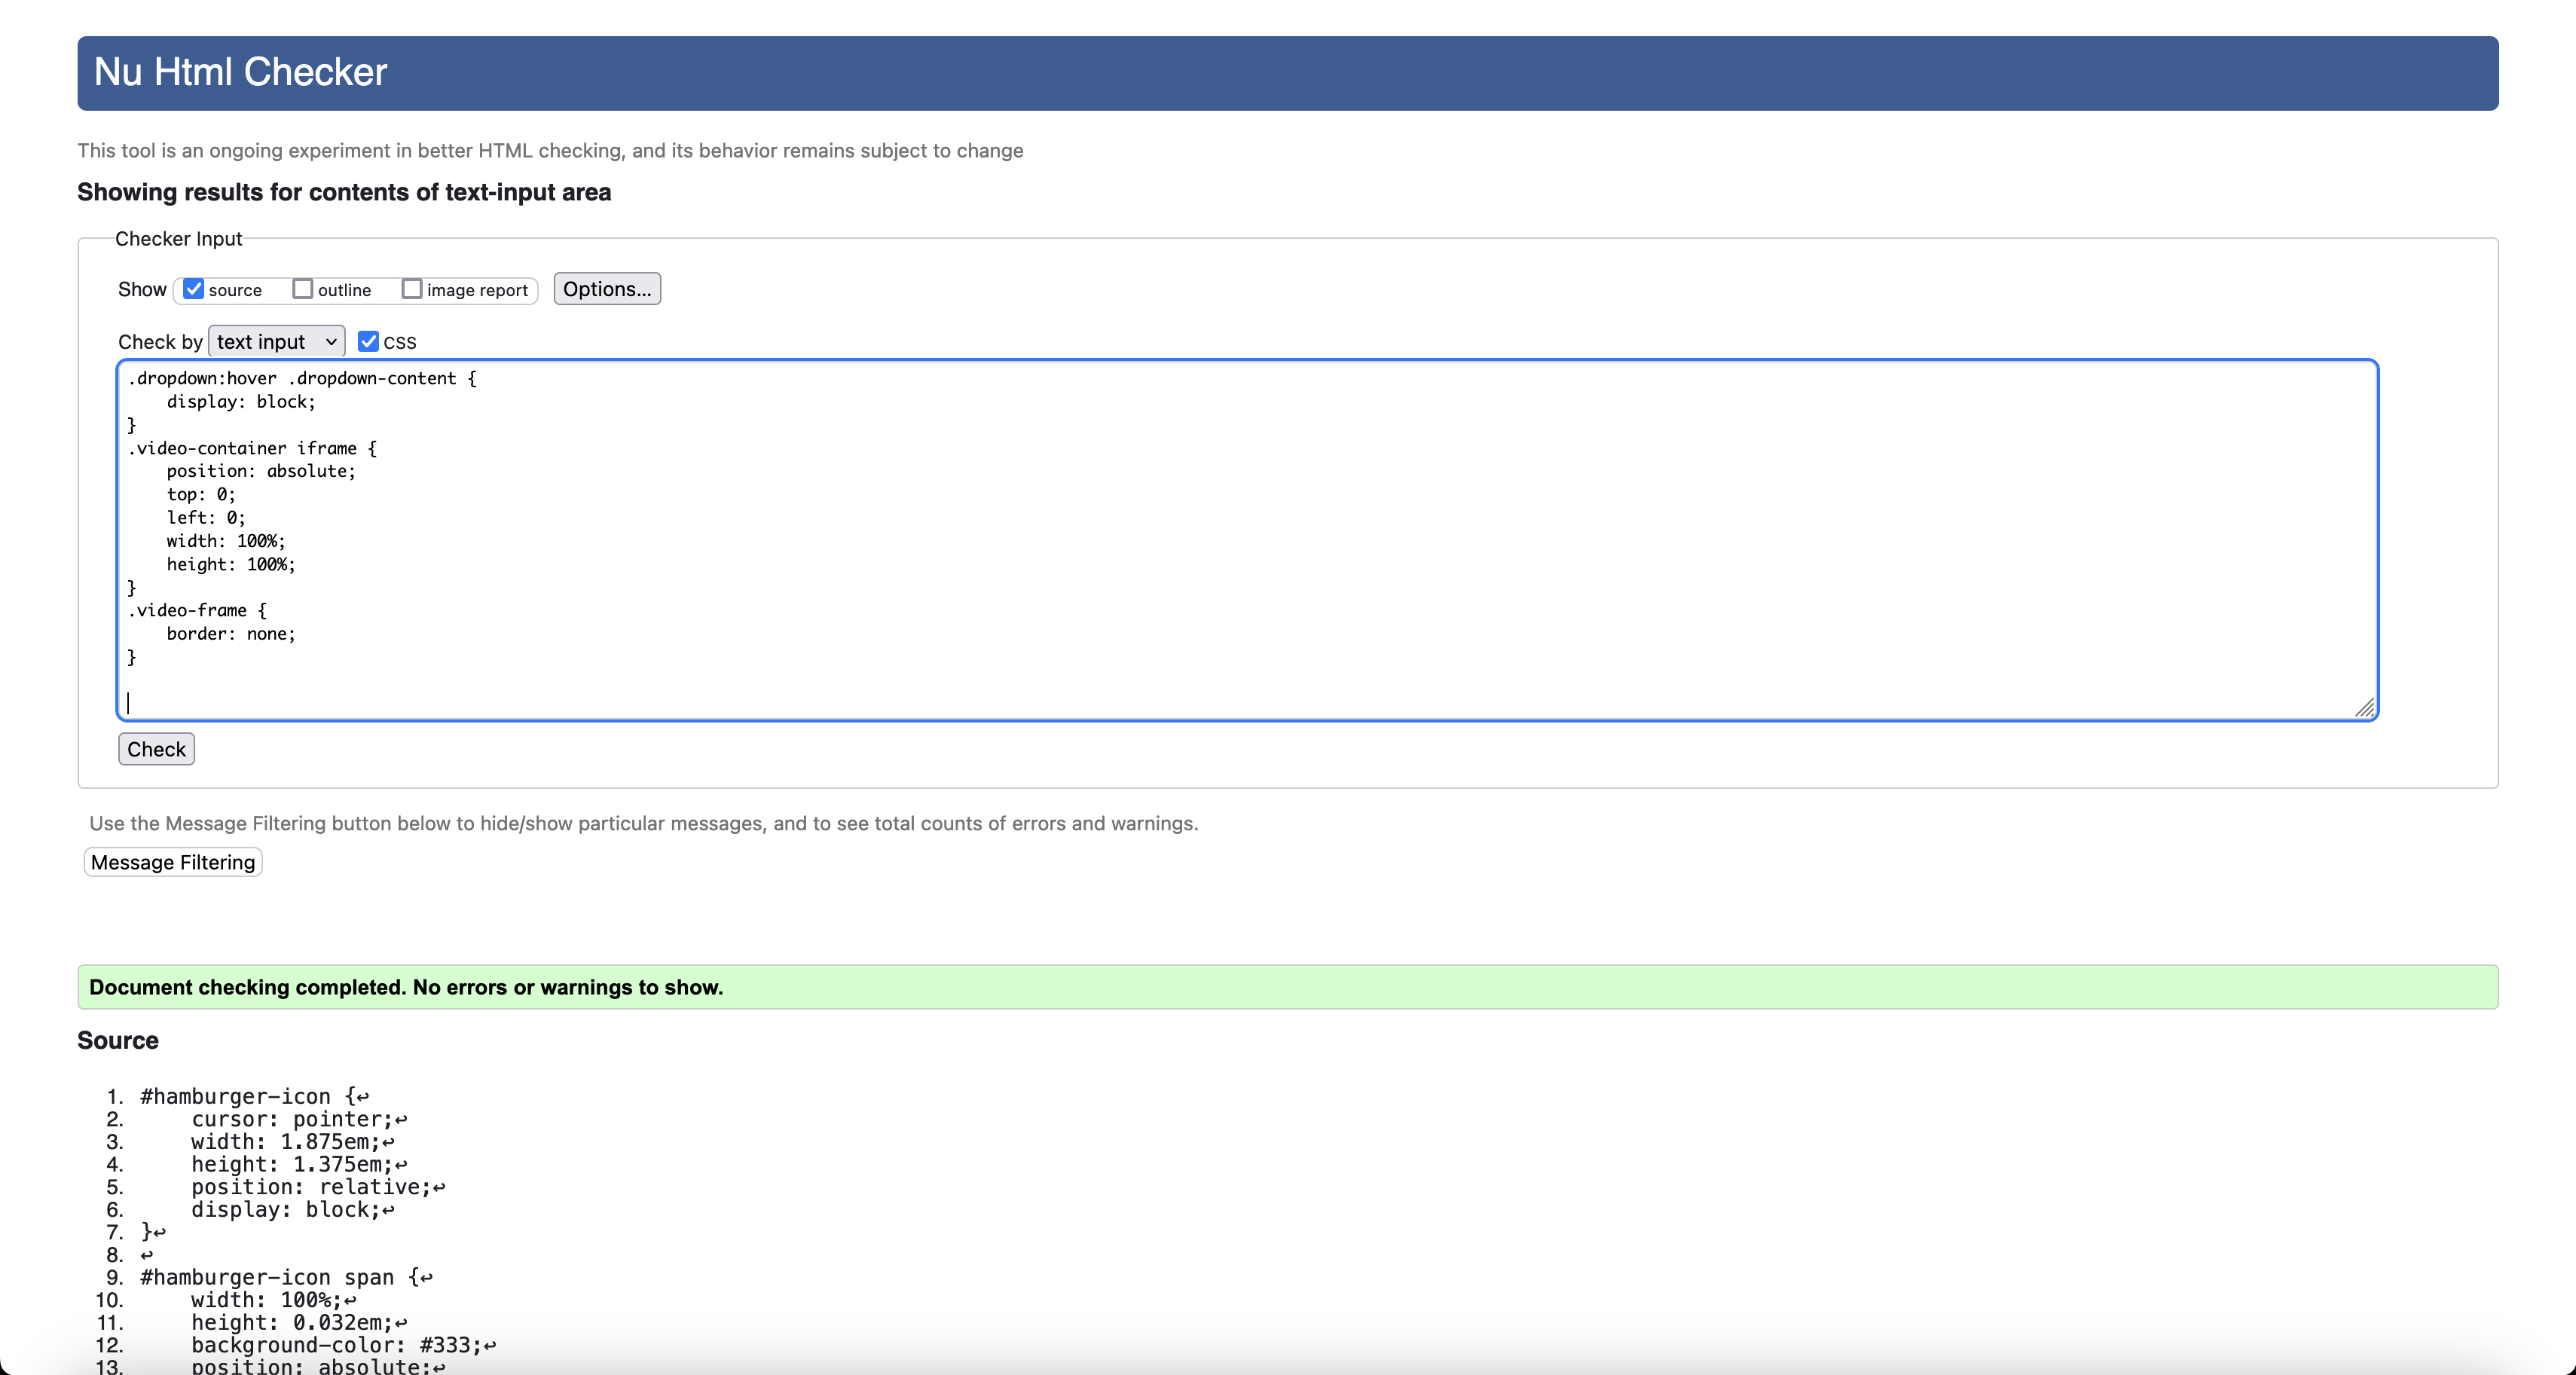 Nu Html Checker
This tool is an ongoing experiment in better HTML checking, and its behavior remains subject to change
Showing results for contents of text-input area
Checker Input
Show source outline image report Options...
Check by text input CSS
.dropdown:hover .dropdown-content {
    display: block;
}
.video-container iframe {
    position: absolute;
    top: 0;
    left: 0;
    width: 100%;
    height: 100%;
}
.video-frame {
    border: none;
}
Check
Use the Message Filtering button below to hide/show particular messages, and to see total counts of errors and warnings.
Message Filtering
Document checking completed. No errors or warnings to show.
Source
1. #hamburger-icon {↩
2.     cursor: pointer;↩
3.     width: 1.875em;↩
4.     height: 1.375em;↩
5.     position: relative;↩
6.     display: block;↩
7. }↩
8. ↩
9. #hamburger-icon span {↩
10.     width: 100%;↩
11.     height: 0.032em;↩
12.     background-color: #333;↩
13.     position: absolute;↩